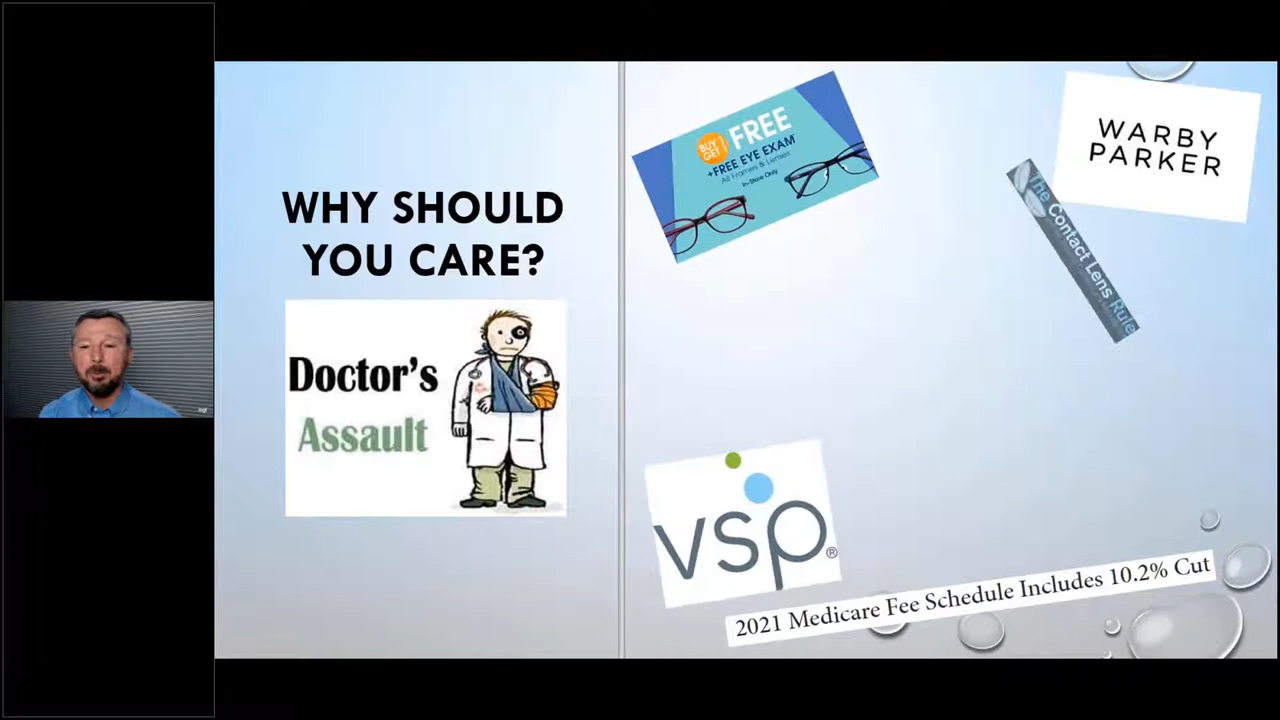 WHY SHOULD
YOU CARE?
Doctor's
Assault
BUY 1
GET 1
FREE
+FREE EYE EXAM
All Frames & Lenses
In-Store Only
WARBY
PARKER
The Contact Lens Rule
vsp®
2021 Medicare Fee Schedule Includes 10.2% Cut